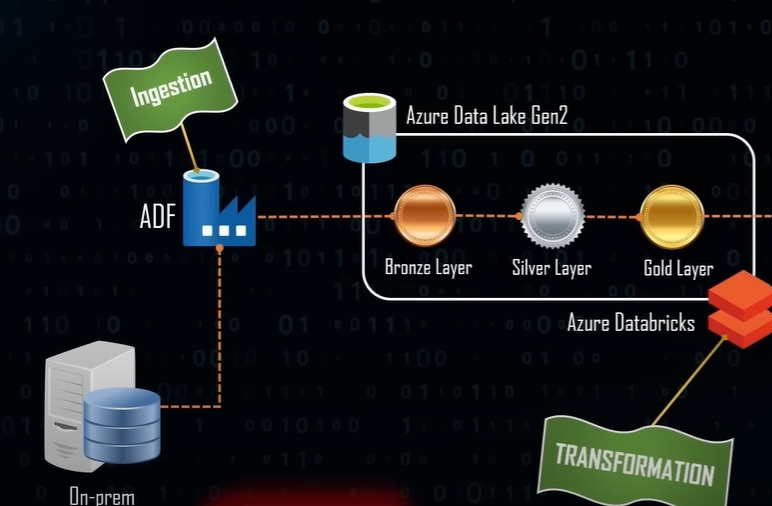 Ingestion
Azure Data Lake Gen2
ADF
Bronze Layer
Silver Layer
Gold Layer
Azure Databricks
TRANSFORMATION
On-prem